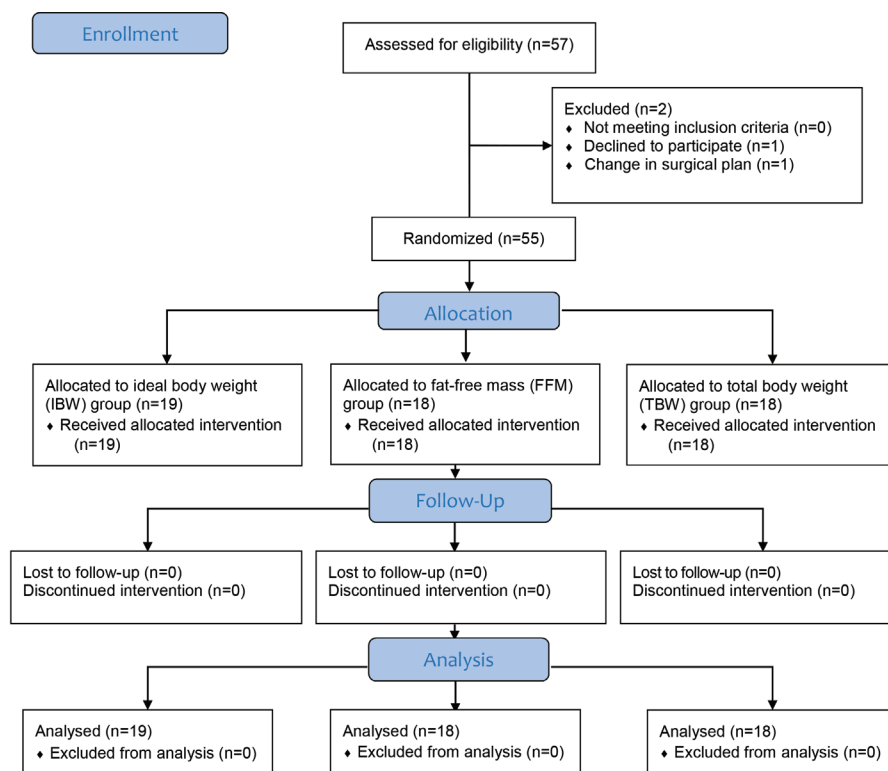 Enrollment
Assessed for eligibility (n=57)
Excluded (n=2)
♦ Not meeting inclusion criteria (n=0)
♦ Declined to participate (n=1)
♦ Change in surgical plan (n=1)
Randomized (n=55)
Allocation
Allocated to ideal body weight
(IBW) group (n=19)
♦ Received allocated intervention
(n=19)
Allocated to fat-free mass (FFM)
group (n=18)
♦ Received allocated intervention
(n=18)
Allocated to total body weight
(TBW) group (n=18)
♦ Received allocated intervention
(n=18)
Follow-Up
Lost to follow-up (n=0)
Discontinued intervention (n=0)
Lost to follow-up (n=0)
Discontinued intervention (n=0)
Lost to follow-up (n=0)
Discontinued intervention (n=0)
Analysis
Analysed (n=19)
♦ Excluded from analysis (n=0)
Analysed (n=18)
♦ Excluded from analysis (n=0)
Analysed (n=18)
♦ Excluded from analysis (n=0)